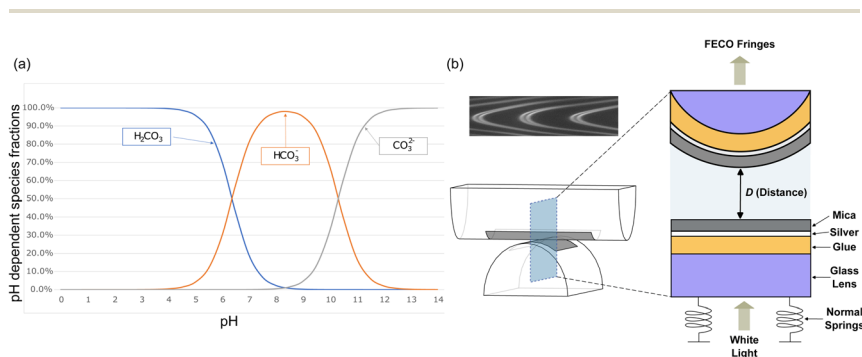 (a)
pH dependent species fractions
100.0%
90.0%
80.0%
70.0%
60.0%
50.0%
40.0%
30.0%
20.0%
10.0%
0.0%
H₂CO₃
HCO₃⁻
CO₃²⁻
0 1 2 3 4 5 6 7 8 9 10 11 12 13 14
pH
(b)
FECO Fringes
D (Distance)
Mica
Silver
Glue
Glass
Lens
Normal
Springs
White
Light